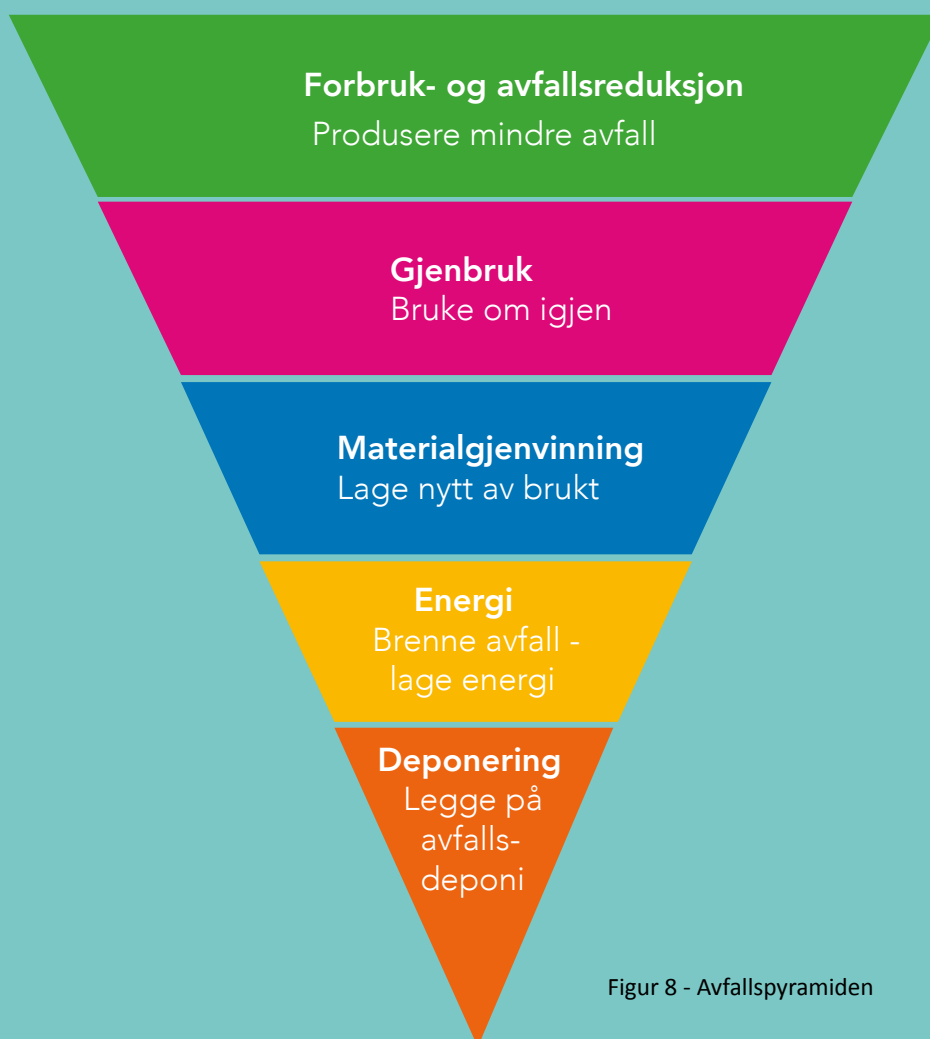 Forbruk- og avfallsreduksjon
Produsere mindre avfall
Gjenbruk
Bruke om igjen
Materialgjenvinning
Lage nytt av brukt
Energi
Brenne avfall -
lage energi
Deponering
Legge på
avfalls-
deponi
Figur 8 - Avfallspyramiden